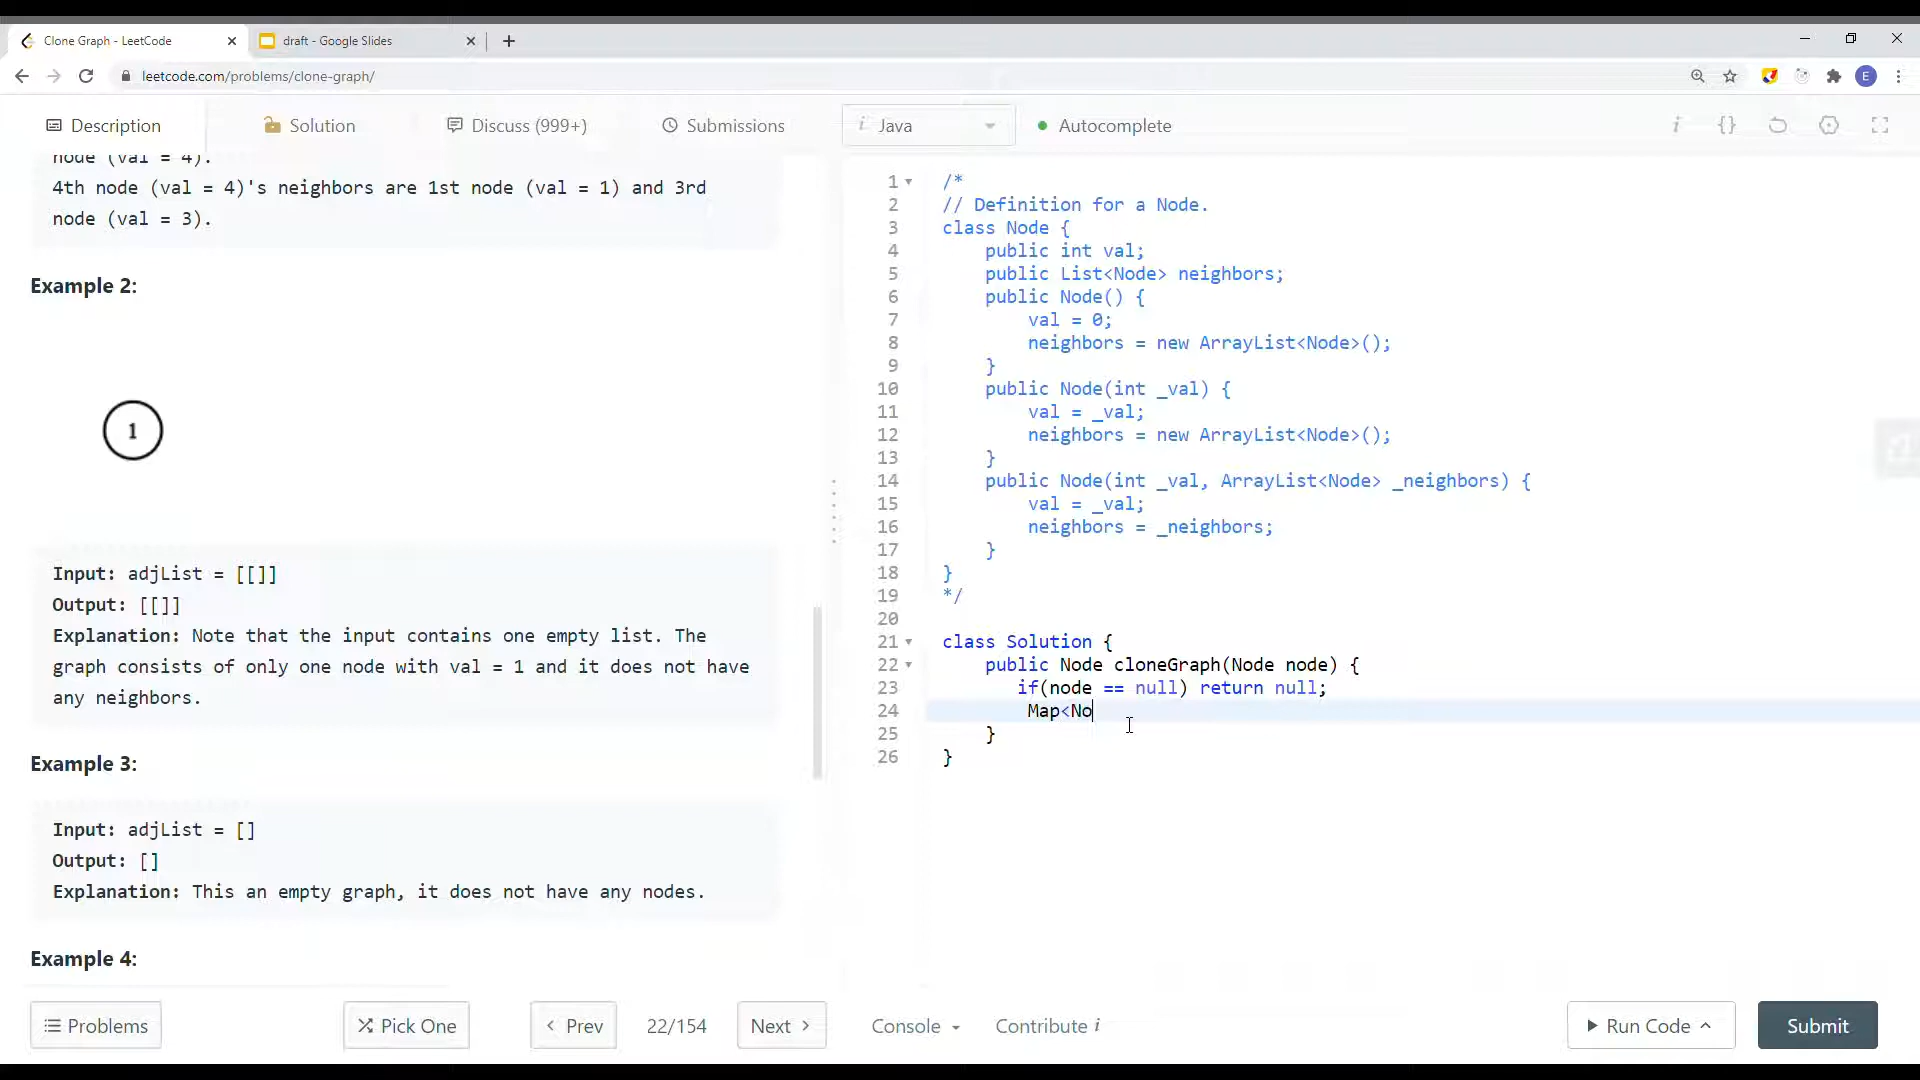 Clone Graph - LeetCode
draft - Google Slides
leetcode.com/problems/clone-graph/
E
Description
Solution
Discuss (999+)
Submissions
i Java
Autocomplete
i {}
node (val = 4).
4th node (val = 4)'s neighbors are 1st node (val = 1) and 3rd
node (val = 3).
Example 2:
1
Input: adjList = [[]]
Output: [[]]
Explanation: Note that the input contains one empty list. The
graph consists of only one node with val = 1 and it does not have
any neighbors.
Example 3:
Input: adjList = []
Output: []
Explanation: This an empty graph, it does not have any nodes.
Example 4:
1 /*
2 // Definition for a Node.
3 class Node {
4 public int val;
5 public List<Node> neighbors;
6 public Node() {
7 val = 0;
8 neighbors = new ArrayList<Node>();
9 }
10 public Node(int _val) {
11 val = _val;
12 neighbors = new ArrayList<Node>();
13 }
14 public Node(int _val, ArrayList<Node> _neighbors) {
15 val = _val;
16 neighbors = _neighbors;
17 }
18 }
19 */
20
21 class Solution {
22 public Node cloneGraph(Node node) {
23 if(node == null) return null;
24 Map<No
25 }
26 }
Problems
Pick One
Prev
22/154
Next
Console
Contribute i
Run Code
Submit